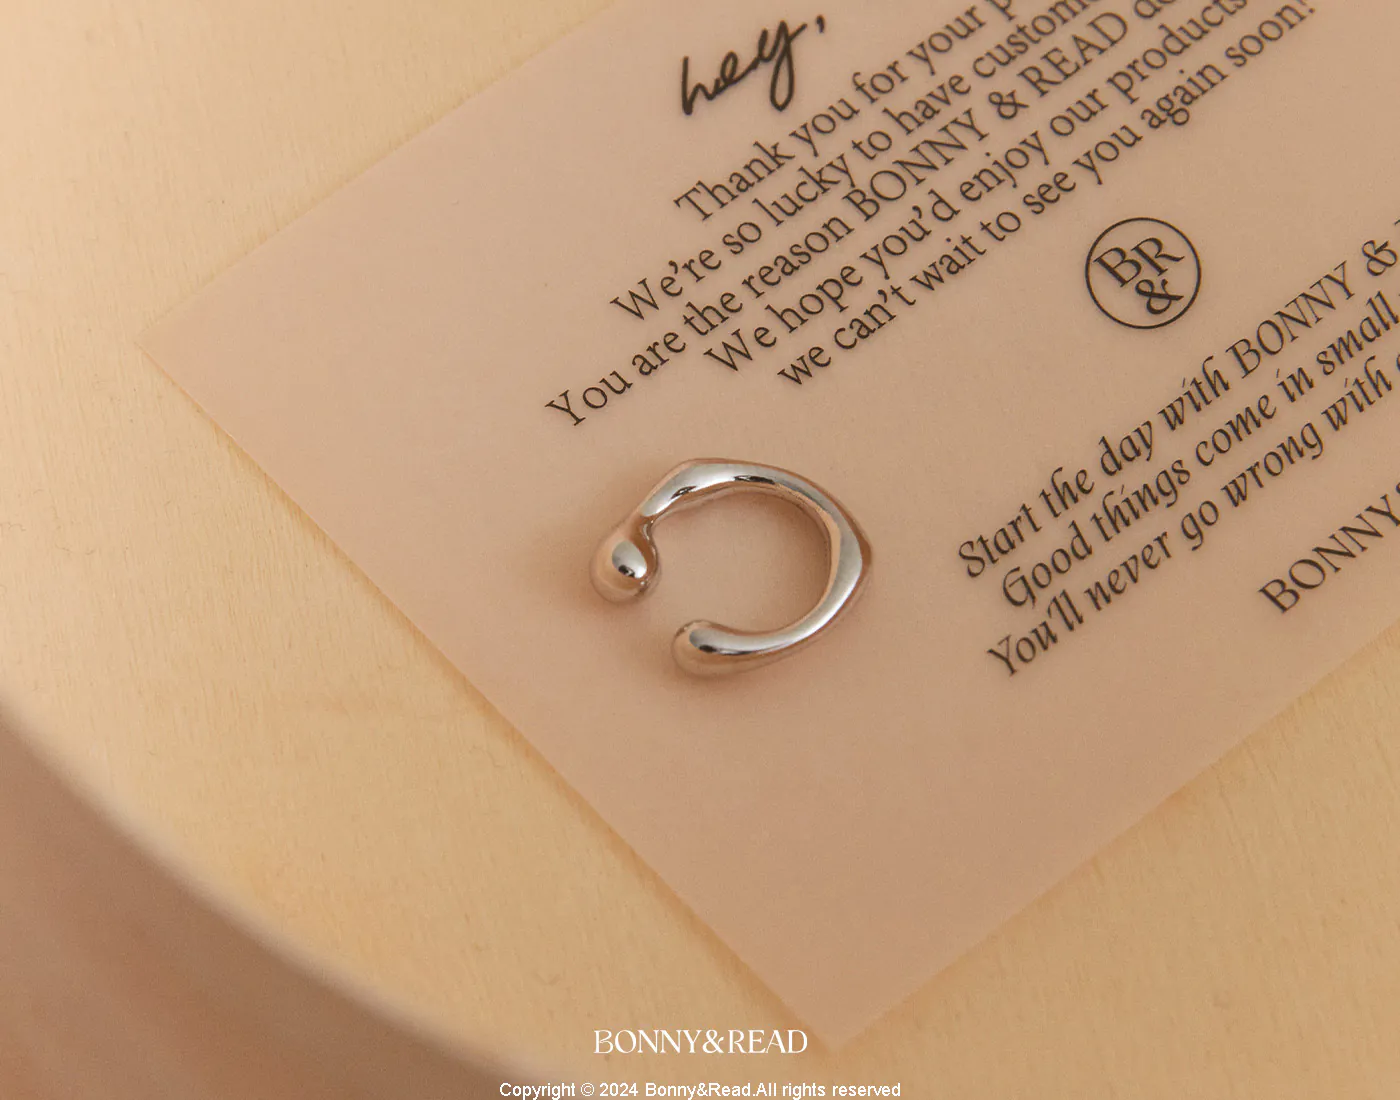 hey,
Thank you for your
We're so lucky to have
You are the reason BONNY & READ
We hope you'd enjoy our products
we can't wait to see you again soon!
BR
&
Start the day with BONNY &
Good things come in small
You'll never go wrong with
BONNY
BONNY&READ
Copyright © 2024 Bonny&Read.All rights reserved